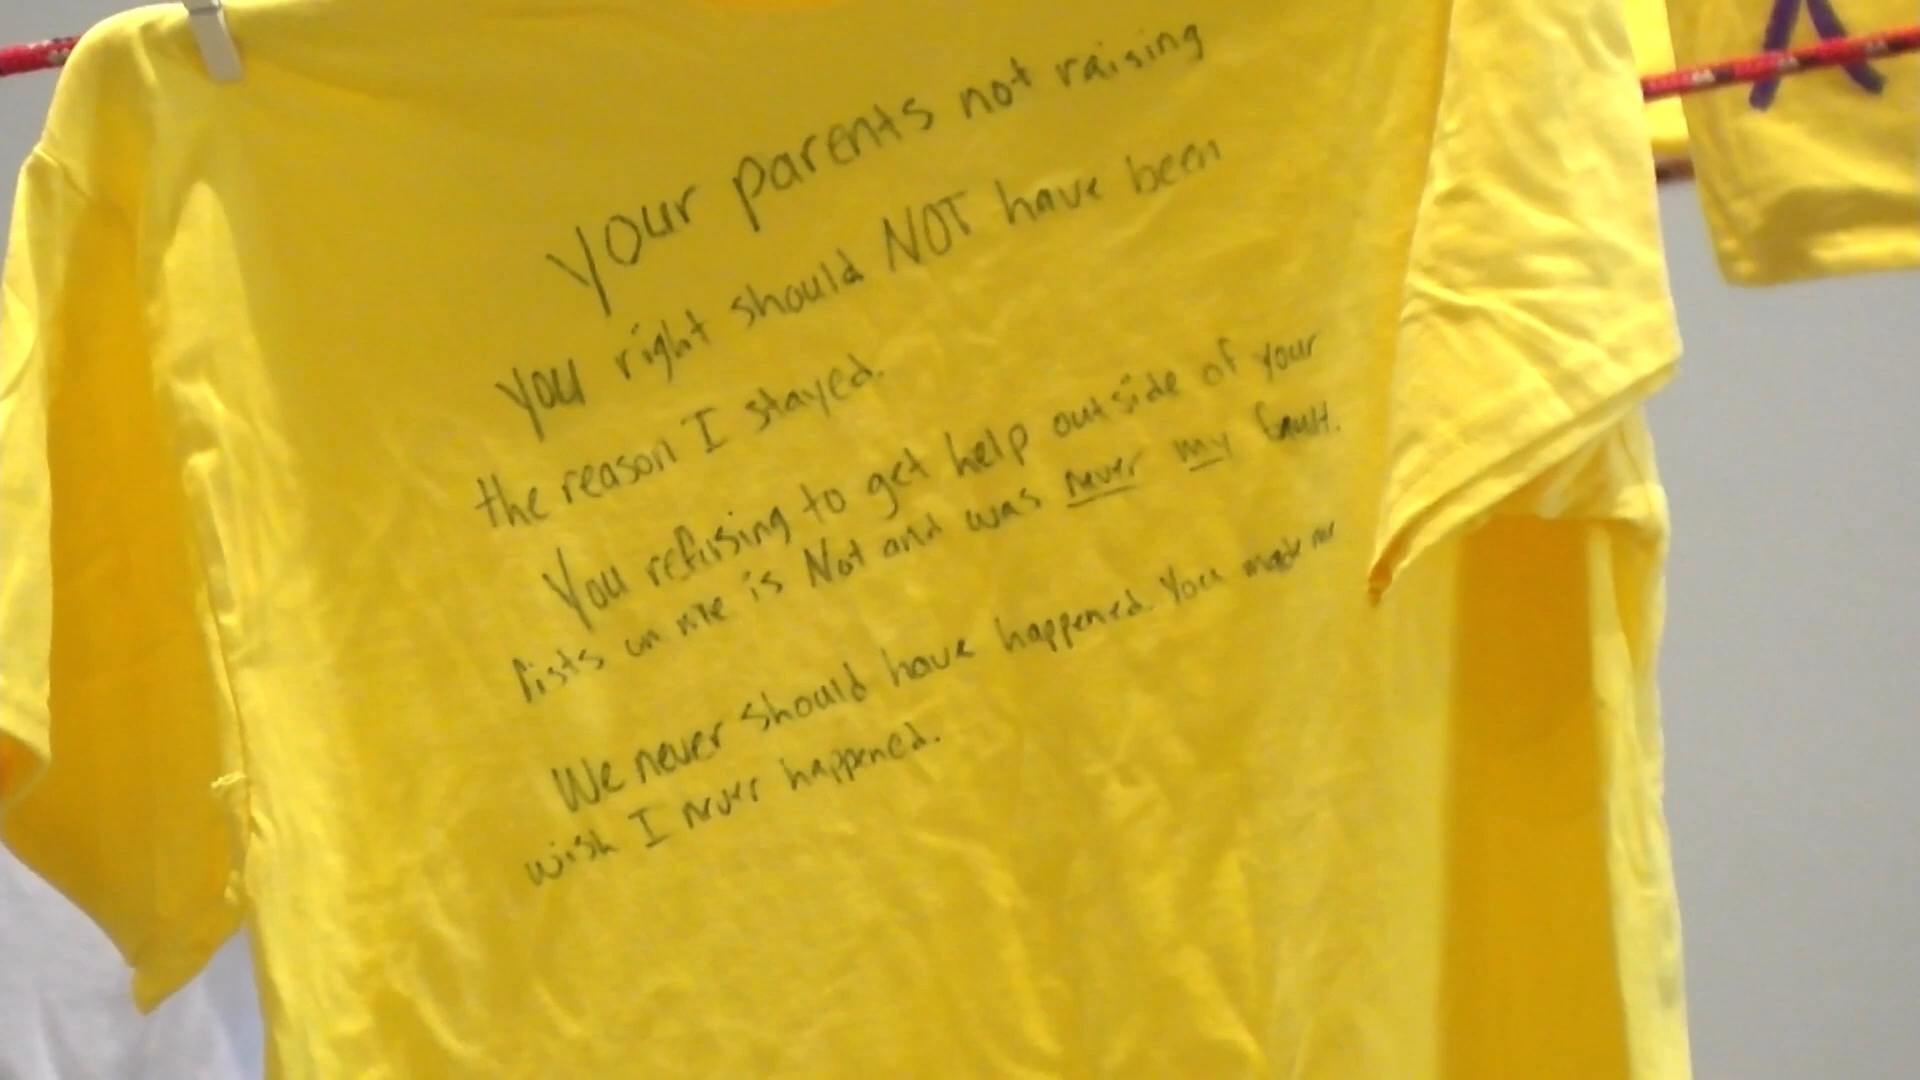 Your parents not raising
you right should NOT have been
the reason I stayed.
You refusing to get help outside of your
fists on me is Not and was never my fault.
We never should have happened. You made me
wish I never happened.